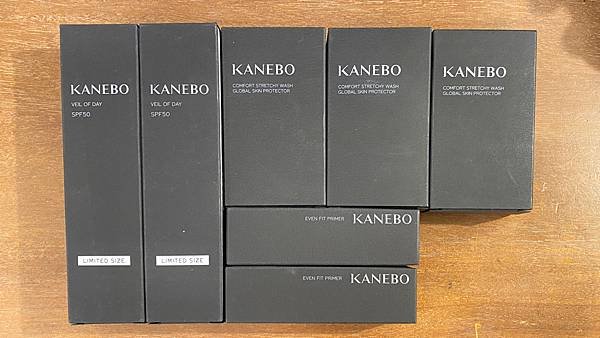 KANEBO
VEIL OF DAY
SPF50
LIMITED SIZE
KANEBO
VEIL OF DAY
SPF50
LIMITED SIZE
KANEBO
COMFORT STRETCHY WASH
GLOBAL SKIN PROTECTOR
KANEBO
COMFORT STRETCHY WASH
GLOBAL SKIN PROTECTOR
KANEBO
COMFORT STRETCHY WASH
GLOBAL SKIN PROTECTOR
EVEN FIT PRIMER KANEBO
EVEN FIT PRIMER KANEBO